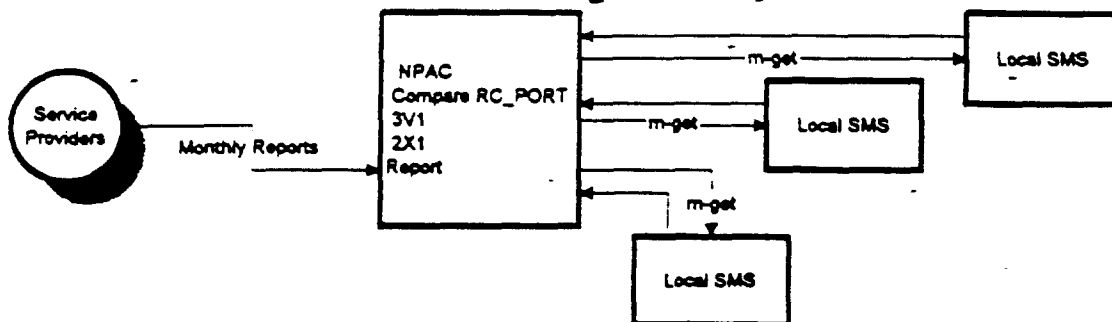 NPAC
Compare RC_PORT
3V1
2X1
Report
Service
Providers
Monthly Reports
m-get
Local SMS
m-get
Local SMS
m-get
Local SMS